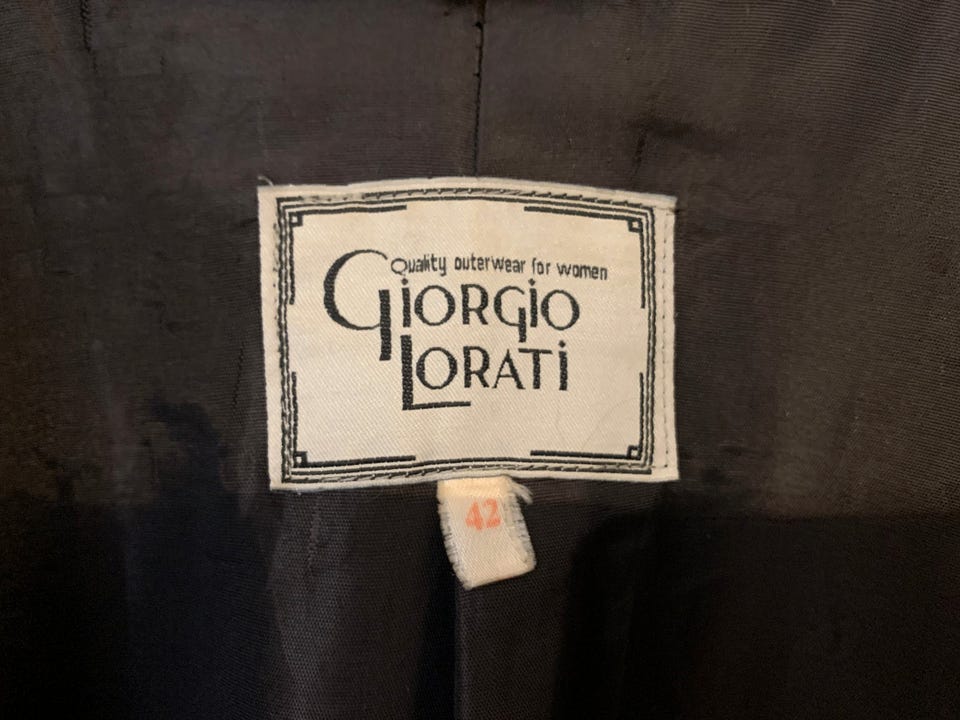 Quality outerwear for women
GiORGiO
LORATi
42